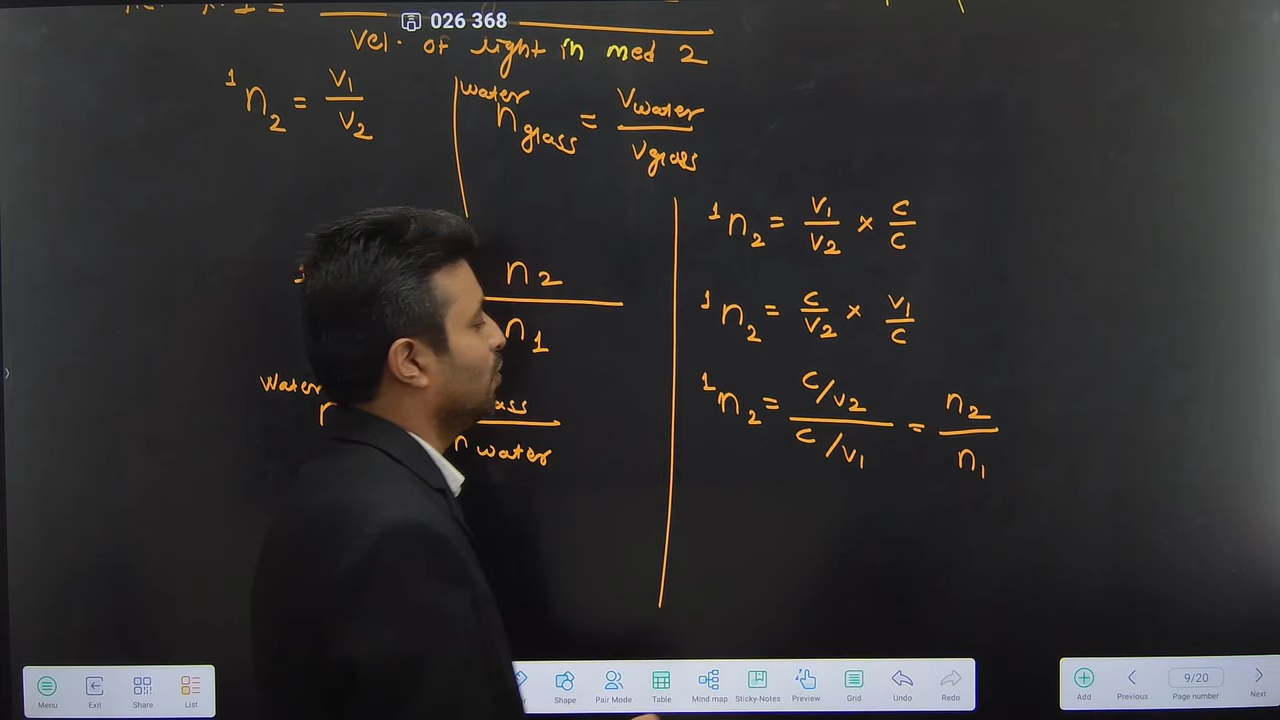 026 368
vel. of light in med 2
¹n₂ = v₁/v₂
water n glass = v water / v glass
n₂
n₁
water
n water
¹n₂ = v₁/v₂ × c/c
¹n₂ = c/v₂ × v₁/c
¹n₂ = (c/v₂)/(c/v₁) = n₂/n₁
Menu Exit Share List Shape Pair Mode Table Mind map Sticky-Notes Preview Grid Undo Redo Add Previous 9/20 Page number Next